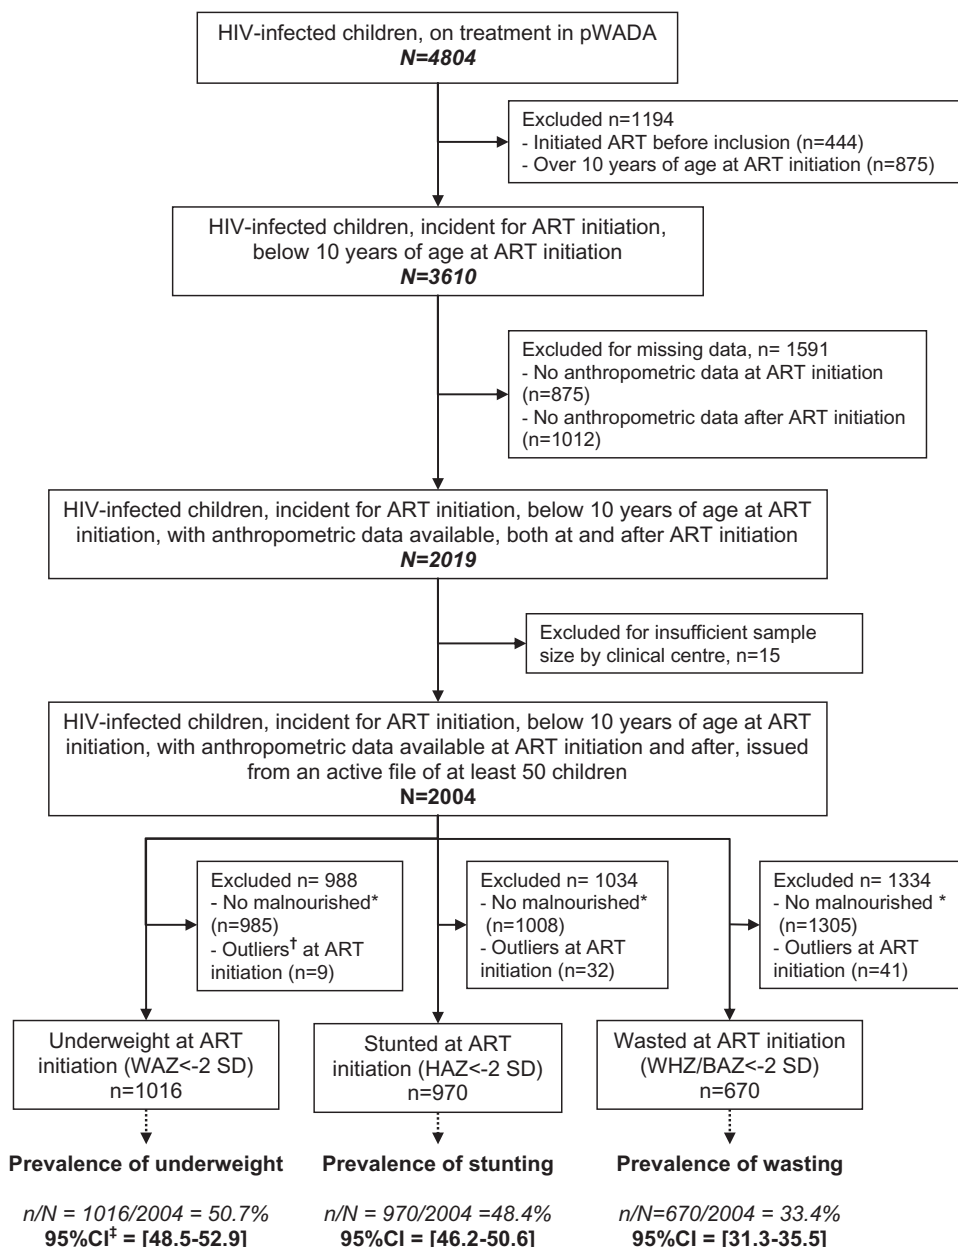 HIV-infected children, on treatment in pWADA
N=4804
Excluded n=1194
- Initiated ART before inclusion (n=444)
- Over 10 years of age at ART initiation (n=875)
HIV-infected children, incident for ART initiation,
below 10 years of age at ART initiation
N=3610
Excluded for missing data, n= 1591
- No anthropometric data at ART initiation
(n=875)
- No anthropometric data after ART initiation
(n=1012)
HIV-infected children, incident for ART initiation, below 10 years of age at ART
initiation, with anthropometric data available, both at and after ART initiation
N=2019
Excluded for insufficient sample
size by clinical centre, n=15
HIV-infected children, incident for ART initiation, below 10 years of age at ART
initiation, with anthropometric data available at ART initiation and after, issued
from an active file of at least 50 children
N=2004
Excluded n= 988
- No malnourished*
(n=985)
- Outliers† at ART
initiation (n=9)
Excluded n= 1034
- No malnourished*
(n=1008)
- Outliers at ART
initiation (n=32)
Excluded n= 1334
- No malnourished *
(n=1305)
- Outliers at ART
initiation (n=41)
Underweight at ART
initiation (WAZ<-2 SD)
n=1016
Stunted at ART
initiation (HAZ<-2 SD)
n=970
Wasted at ART initiation
(WHZ/BAZ<-2 SD)
n=670
Prevalence of underweight
n/N = 1016/2004 = 50.7%
95%CI‡ = [48.5-52.9]
Prevalence of stunting
n/N = 970/2004 =48.4%
95%CI = [46.2-50.6]
Prevalence of wasting
n/N=670/2004 = 33.4%
95%CI = [31.3-35.5]